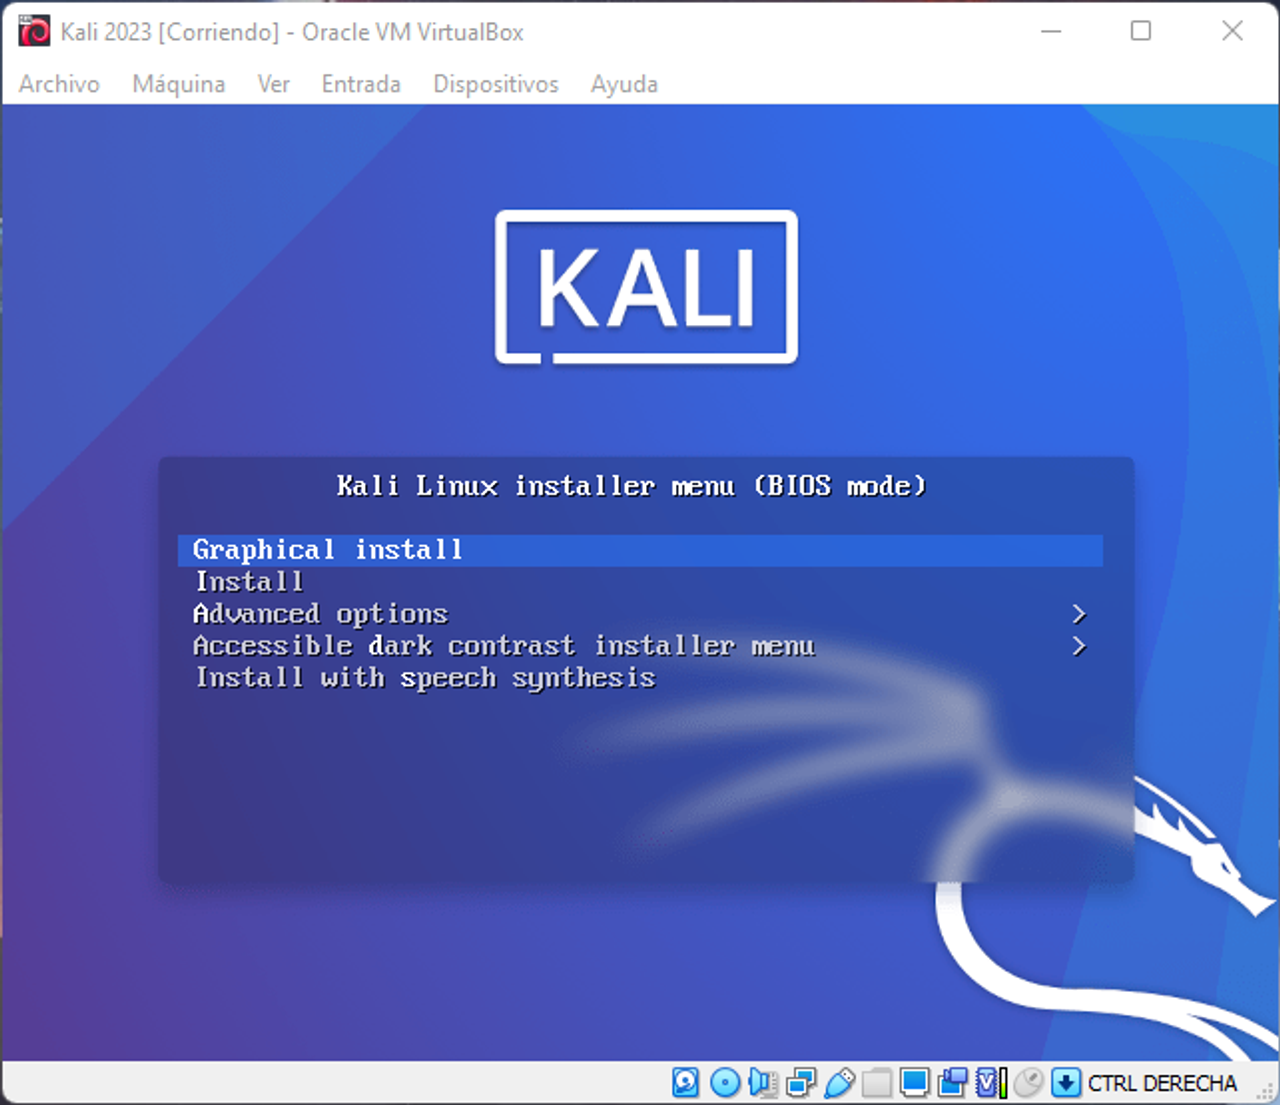 Kali 2023 [Corriendo] - Oracle VM VirtualBox
Archivo Máquina Ver Entrada Dispositivos Ayuda
KALI
Kali Linux installer menu (BIOS mode)
Graphical install
Install
Advanced options >
Accessible dark contrast installer menu >
Install with speech synthesis
CTRL DERECHA